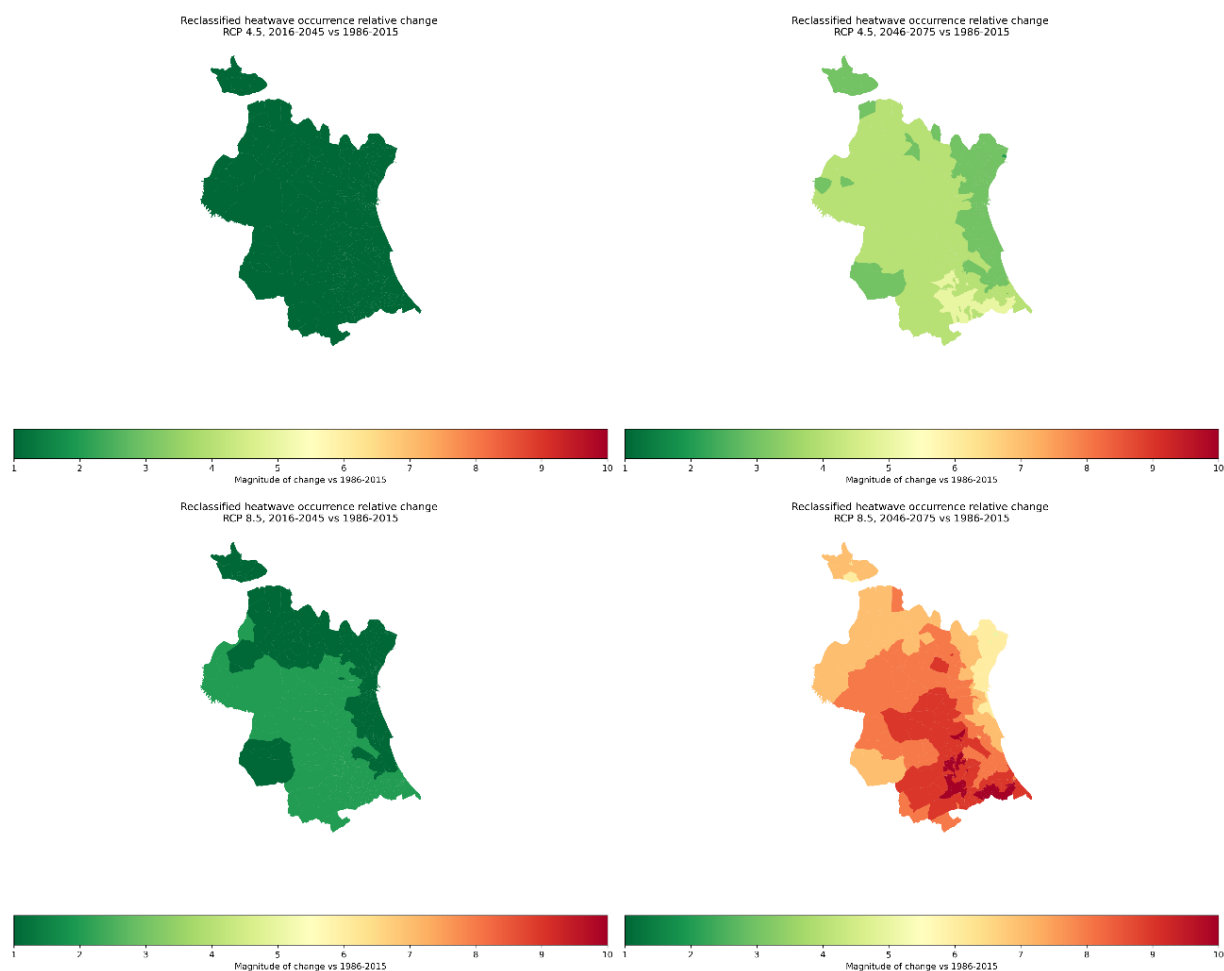 Reclassified heatwave occurrence relative change
RCP 4.5, 2016-2045 vs 1986-2015
1 2 3 4 5 6 7 8 9 10
Magnitude of change vs 1986-2015
Reclassified heatwave occurrence relative change
RCP 4.5, 2046-2075 vs 1986-2015
1 2 3 4 5 6 7 8 9 10
Magnitude of change vs 1986-2015
Reclassified heatwave occurrence relative change
RCP 8.5, 2016-2045 vs 1986-2015
1 2 3 4 5 6 7 8 9 10
Magnitude of change vs 1986-2015
Reclassified heatwave occurrence relative change
RCP 8.5, 2046-2075 vs 1986-2015
1 2 3 4 5 6 7 8 9 10
Magnitude of change vs 1986-2015